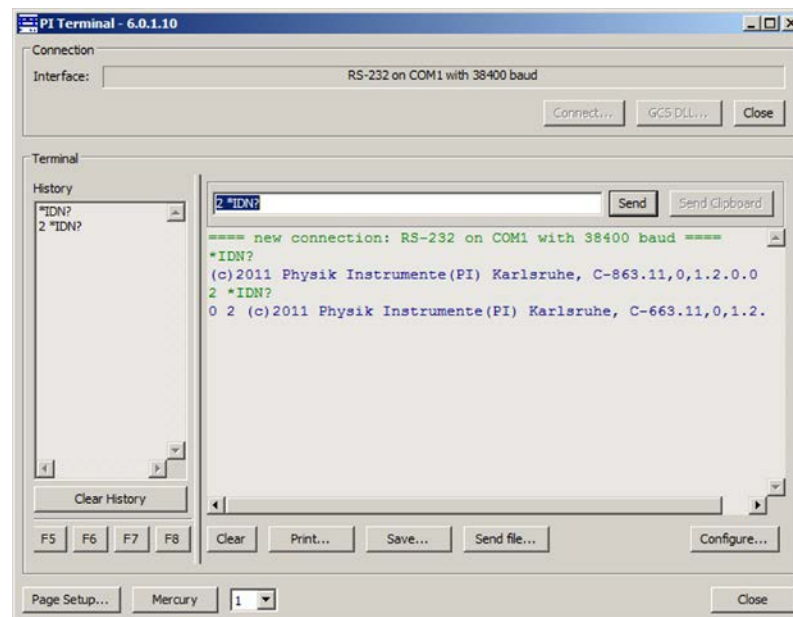 PI Terminal - 6.0.1.10
Connection
Interface: RS-232 on COM1 with 38400 baud
Connect... GCS DLL... Close
Terminal
History
*IDN?
2 *IDN?
Clear History
F5 F6 F7 F8
2 *IDN? Send Send Clipboard
==== new connection: RS-232 on COM1 with 38400 baud ====
*IDN?
(c)2011 Physik Instrumente(PI) Karlsruhe, C-863.11,0,1.2.0.0
2 *IDN?
0 2 (c)2011 Physik Instrumente(PI) Karlsruhe, C-663.11,0,1.2.
Clear Print... Save... Send file... Configure...
Page Setup... Mercury 1 Close